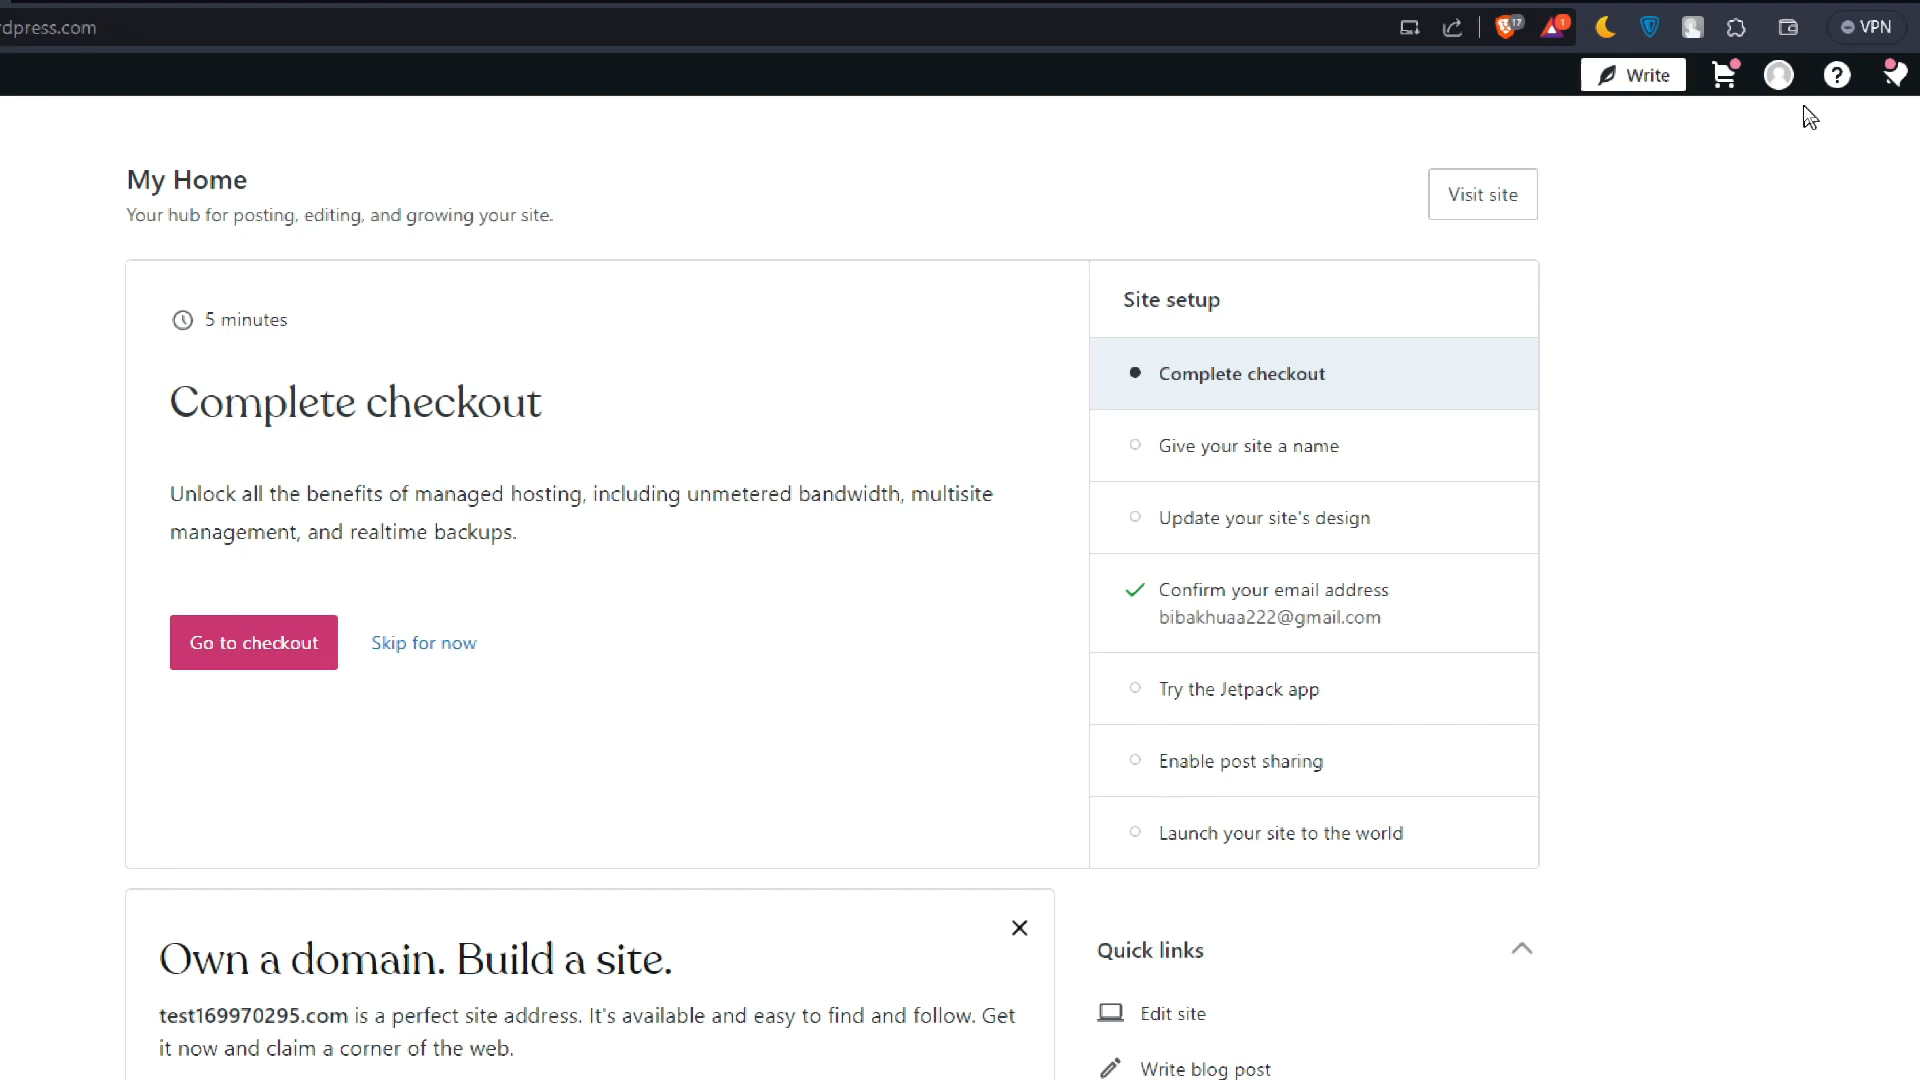 dpress.com
17
1
VPN
Write
?
My Home
Your hub for posting, editing, and growing your site.
Visit site
5 minutes
Complete checkout
Unlock all the benefits of managed hosting, including unmetered bandwidth, multisite
management, and realtime backups.
Go to checkout
Skip for now
Site setup
Complete checkout
Give your site a name
Update your site's design
Confirm your email address
bibakhuaa222@gmail.com
Try the Jetpack app
Enable post sharing
Launch your site to the world
Own a domain. Build a site.
test169970295.com is a perfect site address. It's available and easy to find and follow. Get
it now and claim a corner of the web.
Quick links
Edit site
Write blog post